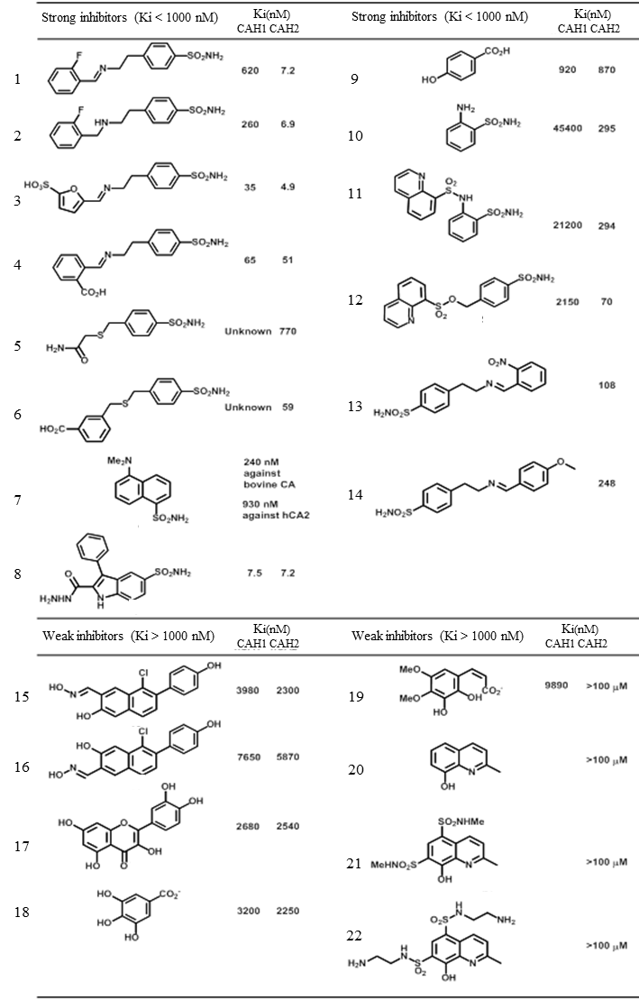 Strong inhibitors (Ki < 1000 nM)
Ki(nM)
CAH1 CAH2
1
F
N
SO₂NH₂
620 7.2
2
F
HN
SO₂NH₂
260 6.9
3
HO₃S
O
N
SO₂NH₂
35 4.9
4
N
SO₂NH₂
CO₂H
65 51
5
H₂N
O
S
SO₂NH₂
Unknown 770
6
HO₂C
S
SO₂NH₂
Unknown 59
7
Me₂N
SO₂NH₂
240 nM
against
bovine CA
930 nM
against hCA2
8
O
H₂NHN
N
H
SO₂NH₂
7.5 7.2
Strong inhibitors (Ki < 1000 nM)
Ki(nM)
CAH1 CAH2
9
CO₂H
HO
920 870
10
NH₂
SO₂NH₂
45400 295
11
N
O₂
S
NH
SO₂NH₂
21200 294
12
N
S
O₂
O
SO₂NH₂
2150 70
13
O₂N
N
H₂NO₂S
108
14
O
N
H₂NO₂S
248
Weak inhibitors (Ki > 1000 nM)
Ki(nM)
CAH1 CAH2
15
HO
N
HO
Cl
OH
3980 2300
16
HO
HO
N
Cl
OH
7650 5870
17
HO
OH
O
O
OH
OH
OH
2680 2540
18
HO
HO
OH
CO₂⁻
3200 2250
Weak inhibitors (Ki > 1000 nM)
Ki(nM)
CAH1 CAH2
19
MeO
MeO
OH
OH
CO₂⁻
9890 >100 μM
20
N
OH
>100 μM
21
SO₂NHMe
MeHNO₂S
N
OH
>100 μM
22
H
N
O₂S
NH₂
H₂N
H
N
S
O₂
N
OH
>100 μM